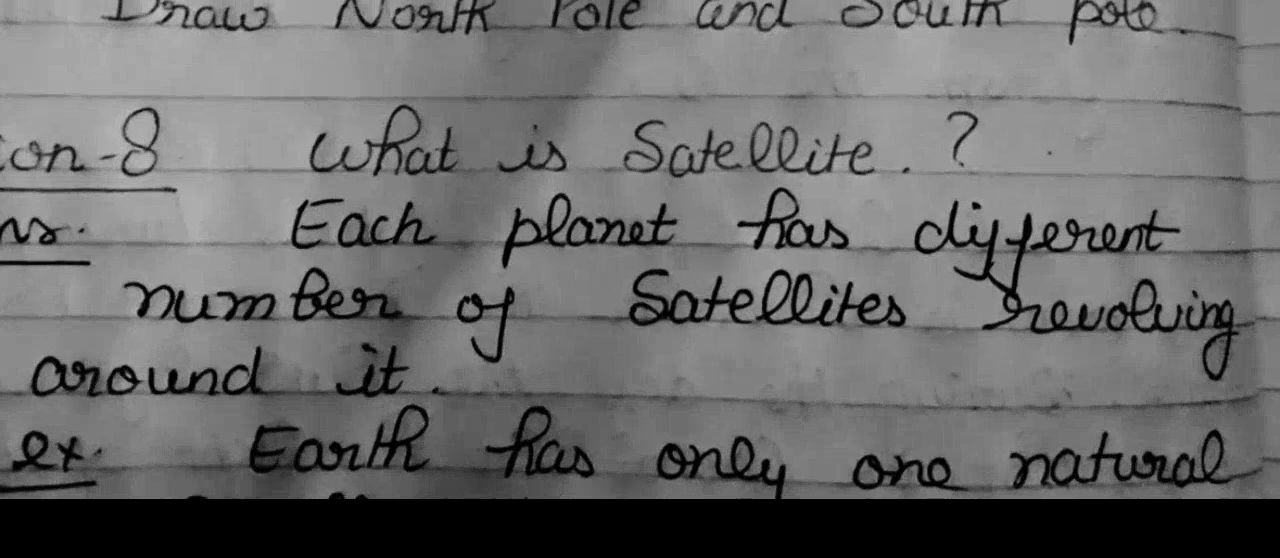 Draw North Pole and South pole.
on-8 What is Satellite.?
ns. Each planet has different
number of Satellites revolving
around it.
ex. Earth has only one natural